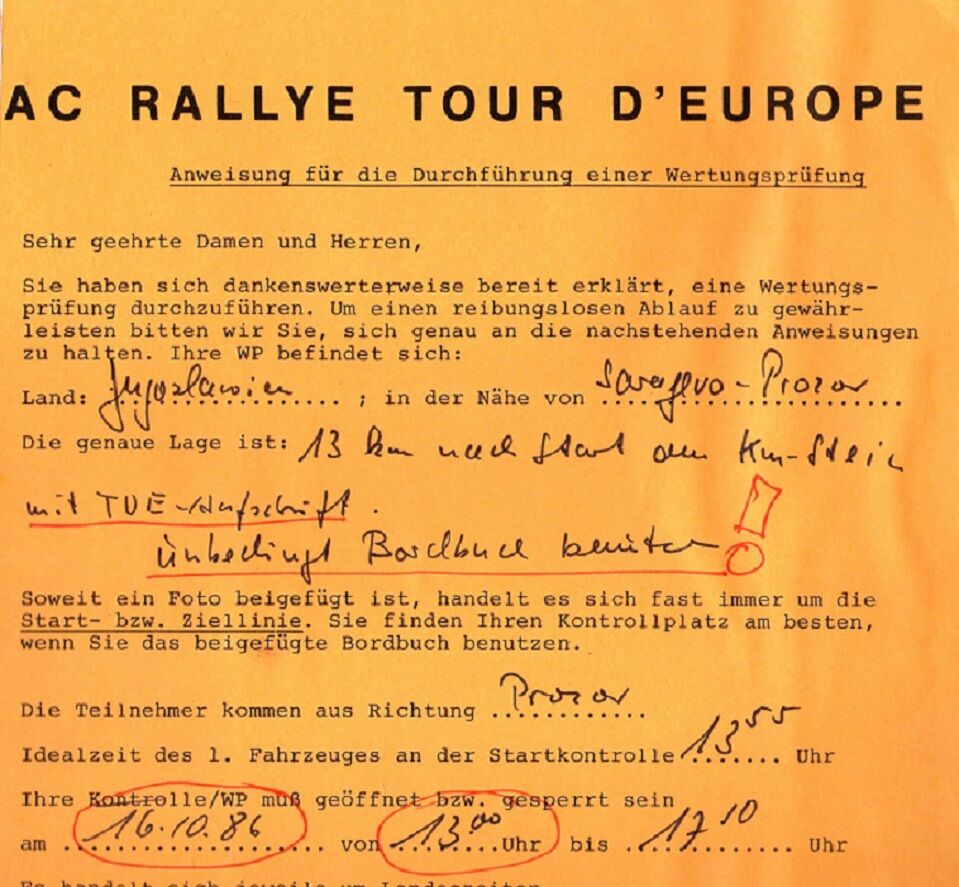 AC RALLYE TOUR D'EUROPE
Anweisung für die Durchführung einer Wertungsprüfung
Sehr geehrte Damen und Herren,
Sie haben sich dankenswerterweise bereit erklärt, eine Wertungs-
prüfung durchzuführen. Um einen reibungslosen Ablauf zu gewähr-
leisten bitten wir Sie, sich genau an die nachstehenden Anweisungen
zu halten. Ihre WP befindet sich:
Land: Jugoslawien ; in der Nähe von Sarajevo - Prozor
Die genaue Lage ist: 13 km nach Start am Km-Stein
mit TDE-Aufschrift.
Unbedingt Bordbuch benutzen!
Soweit ein Foto beigefügt ist, handelt es sich fast immer um die
Start- bzw. Ziellinie. Sie finden Ihren Kontrollplatz am besten,
wenn Sie das beigefügte Bordbuch benutzen.
Die Teilnehmer kommen aus Richtung Prozor
Idealzeit des 1. Fahrzeuges an der Startkontrolle 13 55 Uhr
Ihre Kontrolle/WP muß geöffnet bzw. gesperrt sein
am 16.10.86 von 13.00 Uhr bis 17 10 Uhr
Es handelt sich jeweils um Landeszeiten